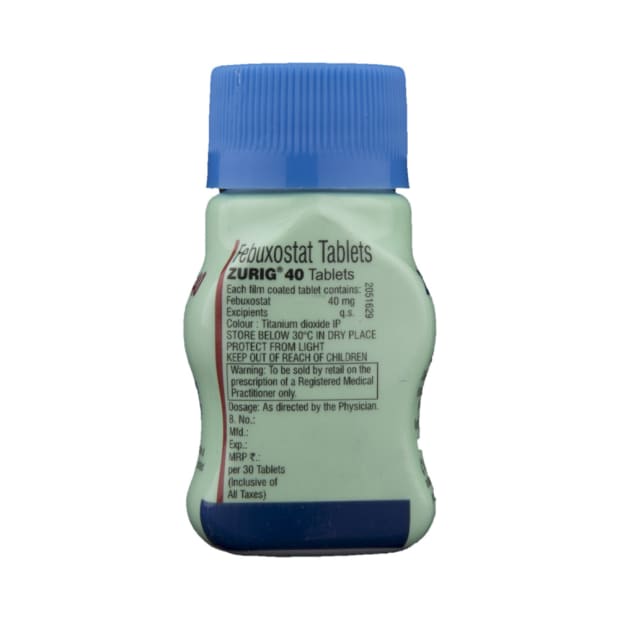 Febuxostat Tablets
ZURIG® 40 Tablets
Each film coated tablet contains:
Febuxostat 40 mg
Excipients q.s.
Colour : Titanium dioxide IP
STORE BELOW 30°C IN DRY PLACE
PROTECT FROM LIGHT
KEEP OUT OF REACH OF CHILDREN
Warning: To be sold by retail on the
prescription of a Registered Medical
Practitioner only.
Dosage: As directed by the Physician.
B. No.:
Mfd.:
Exp.:
MRP ₹.:
per 30 Tablets
(Inclusive of
All Taxes)
2051629